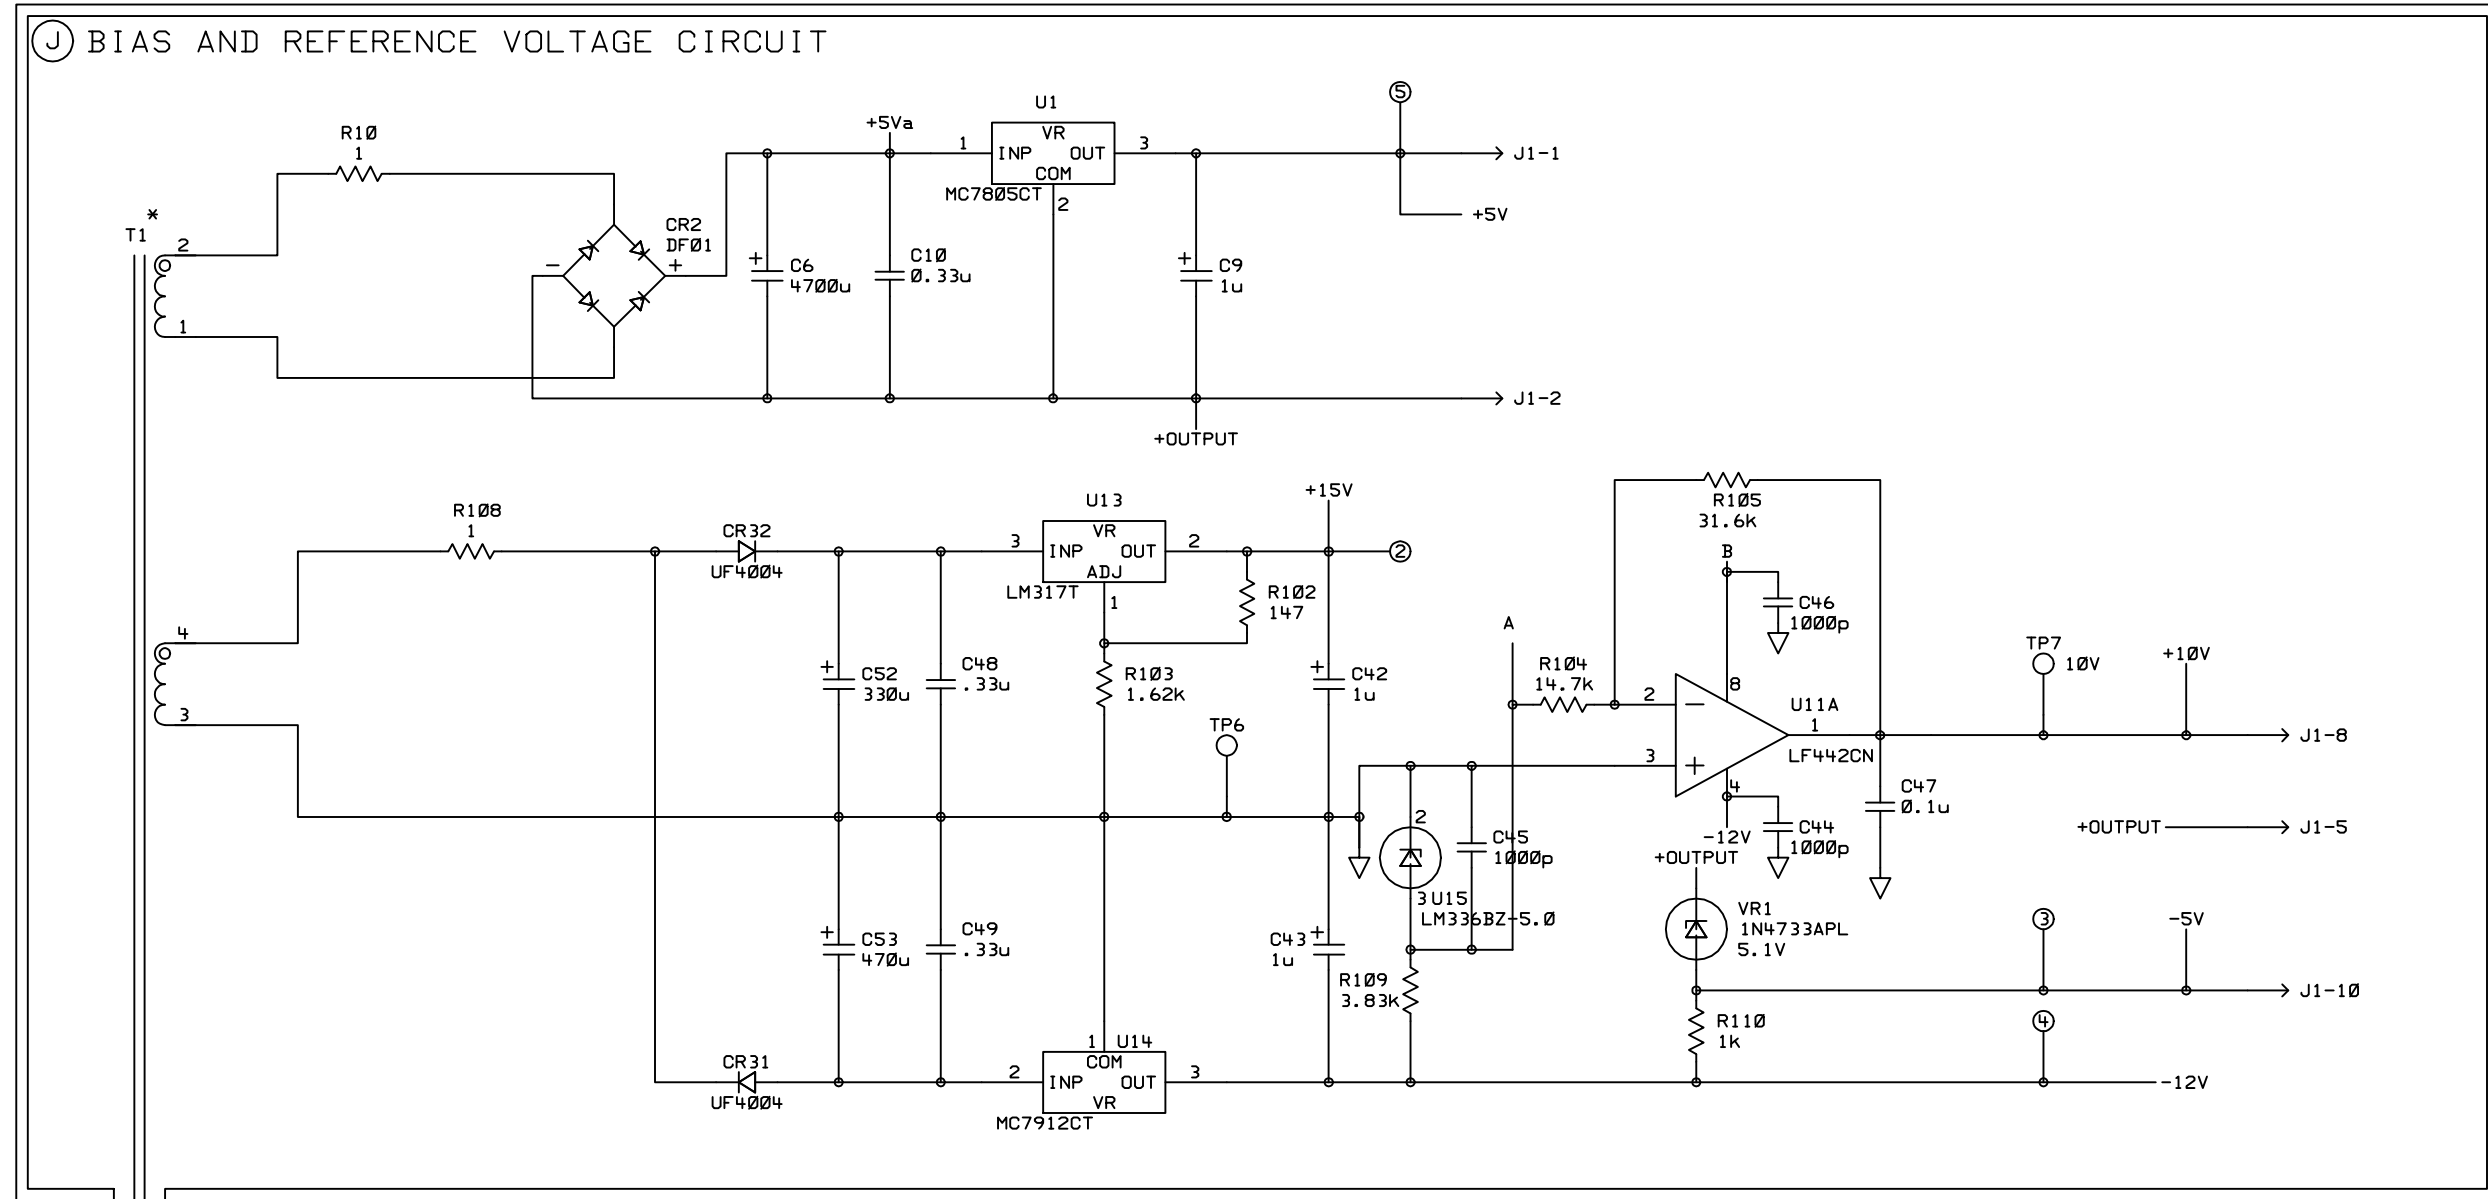 J BIAS AND REFERENCE VOLTAGE CIRCUIT
5
U1
+5Va
R10
1
1
VR
INP OUT
COM
3
J1-1
MC7805CT
2
+5V
*
T1
2
1
CR2
DF01
-
+
+
C6
4700u
C10
0.33u
+
C9
1u
J1-2
+OUTPUT
R108
1
CR32
UF4004
U13
3
VR
INP OUT
ADJ
2
LM317T
1
+15V
2
R102
147
R103
1.62k
4
3
+
C52
330u
C48
.33u
+
C42
1u
TP6
A
R104
14.7k
R105
31.6k
B
C46
1000p
8
2
-
U11A
1
LF442CN
3
+
4
-12V
C44
1000p
C47
0.1u
TP7
10V
+10V
J1-8
+OUTPUT
J1-5
2
C45
1000p
3 U15
LM336BZ-5.0
+OUTPUT
VR1
1N4733APL
5.1V
3
-5V
J1-10
+
C53
470u
C49
.33u
C43
+
1u
R109
3.83k
R110
1k
4
-12V
CR31
UF4004
1 U14
2
COM
INP OUT
VR
3
MC7912CT